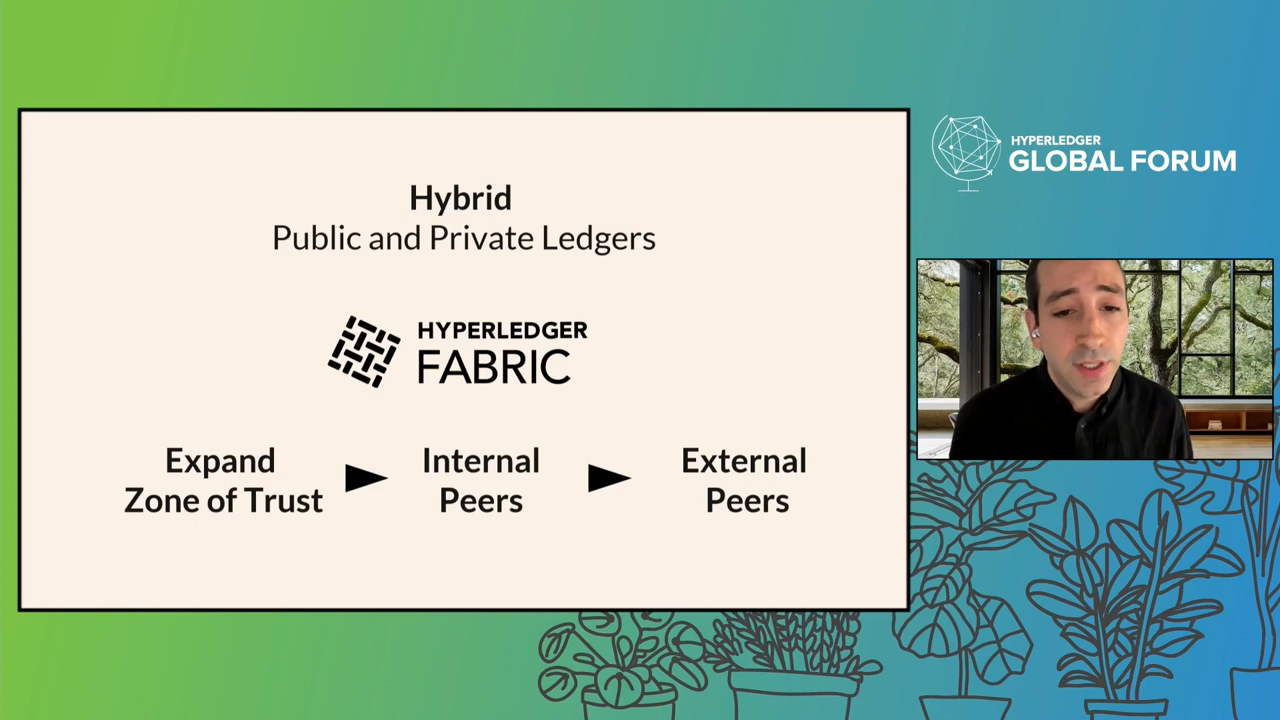 Hybrid
Public and Private Ledgers
HYPERLEDGER
FABRIC
Expand
Zone of Trust
Internal
Peers
External
Peers
HYPERLEDGER
GLOBAL FORUM